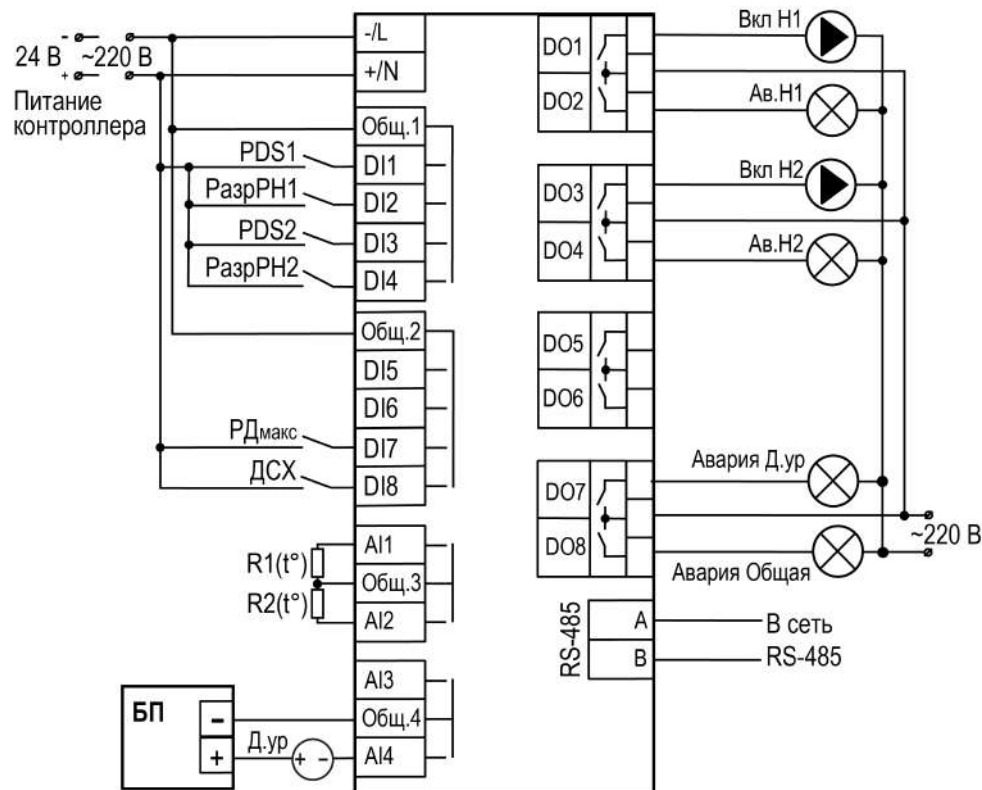 24 В ~220 В
- +
Питание
контроллера
-/L
+/N
Общ.1
PDS1 DI1
РазрРН1 DI2
PDS2 DI3
РазрРН2 DI4
Общ.2
DI5
DI6
РДмакс DI7
ДСХ DI8
R1(t°) AI1
Общ.3
R2(t°) AI2
AI3
БП - Общ.4
+ Д.ур + - AI4
DO1 Вкл Н1
DO2 Ав.Н1
DO3 Вкл Н2
DO4 Ав.Н2
DO5
DO6
DO7 Авария Д.ур
~220 В
DO8 Авария Общая
RS-485
A В сеть
B RS-485